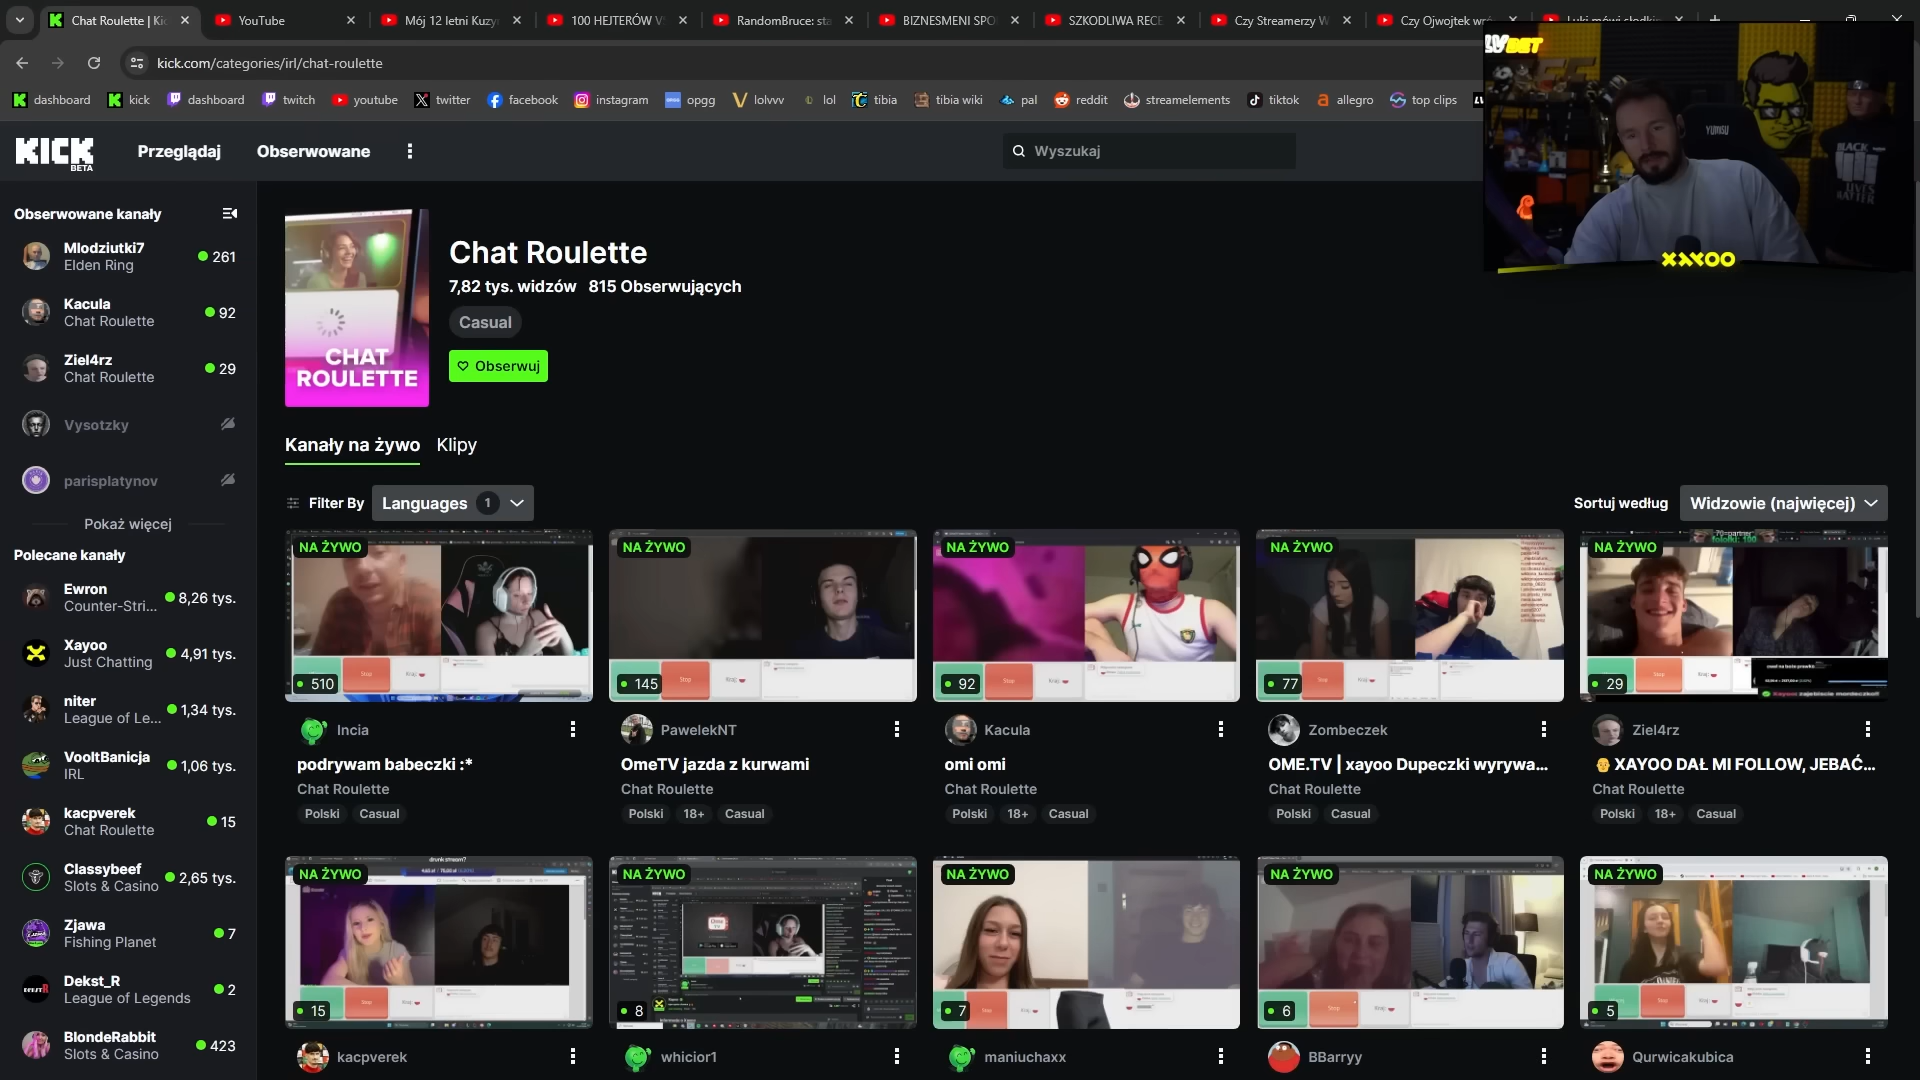 Chat Roulette | Kic
YouTube
Mój 12 letni Kuzy
100 HEJTERÓW V
RandomBruce: sta
BIZNESMENI SPO
SZKODLIWA RECE
Czy Streamerzy W
Czy Ojwojtek wró
Luki mówi słodki
kick.com/categories/irl/chat-roulette
dashboard kick dashboard twitch youtube twitter facebook instagram opgg lolvvv lol tibia tibia wiki pal reddit streamelements tiktok allegro top clips
KICK
BETA
Przeglądaj Obserwowane
Wyszukaj
XAYOO
Obserwowane kanały
Mlodziutki7
Elden Ring
261
Kacula
Chat Roulette
92
Ziel4rz
Chat Roulette
29
Vysotzky
parisplatynov
Pokaż więcej
Polecane kanały
Ewron
Counter-Stri...
8,26 tys.
Xayoo
Just Chatting
4,91 tys.
niter
League of Le...
1,34 tys.
VooltBanicja
IRL
1,06 tys.
kacpverek
Chat Roulette
15
Classybeef
Slots & Casino
2,65 tys.
Zjawa
Fishing Planet
7
Dekst_R
League of Legends
2
BlondeRabbit
Slots & Casino
423
CHAT
ROULETTE
Chat Roulette
7,82 tys. widzów 815 Obserwujących
Casual
Obserwuj
Kanały na żywo Klipy
Filter By Languages 1
Sortuj według Widzowie (najwięcej)
NA ŻYWO
510
Incia
podrywam babeczki :*
Chat Roulette
Polski Casual
NA ŻYWO
145
PawelekNT
OmeTV jazda z kurwami
Chat Roulette
Polski 18+ Casual
NA ŻYWO
92
Kacula
omi omi
Chat Roulette
Polski 18+ Casual
NA ŻYWO
77
Zombeczek
OME.TV | xayoo Dupeczki wyrywa...
Chat Roulette
Polski Casual
NA ŻYWO
29
Ziel4rz
XAYOO DAŁ MI FOLLOW, JEBAĆ...
Chat Roulette
Polski 18+ Casual
NA ŻYWO
15
kacpverek
NA ŻYWO
8
whicior1
NA ŻYWO
7
maniuchaxx
NA ŻYWO
6
BBarryy
NA ŻYWO
5
Qurwicakubica